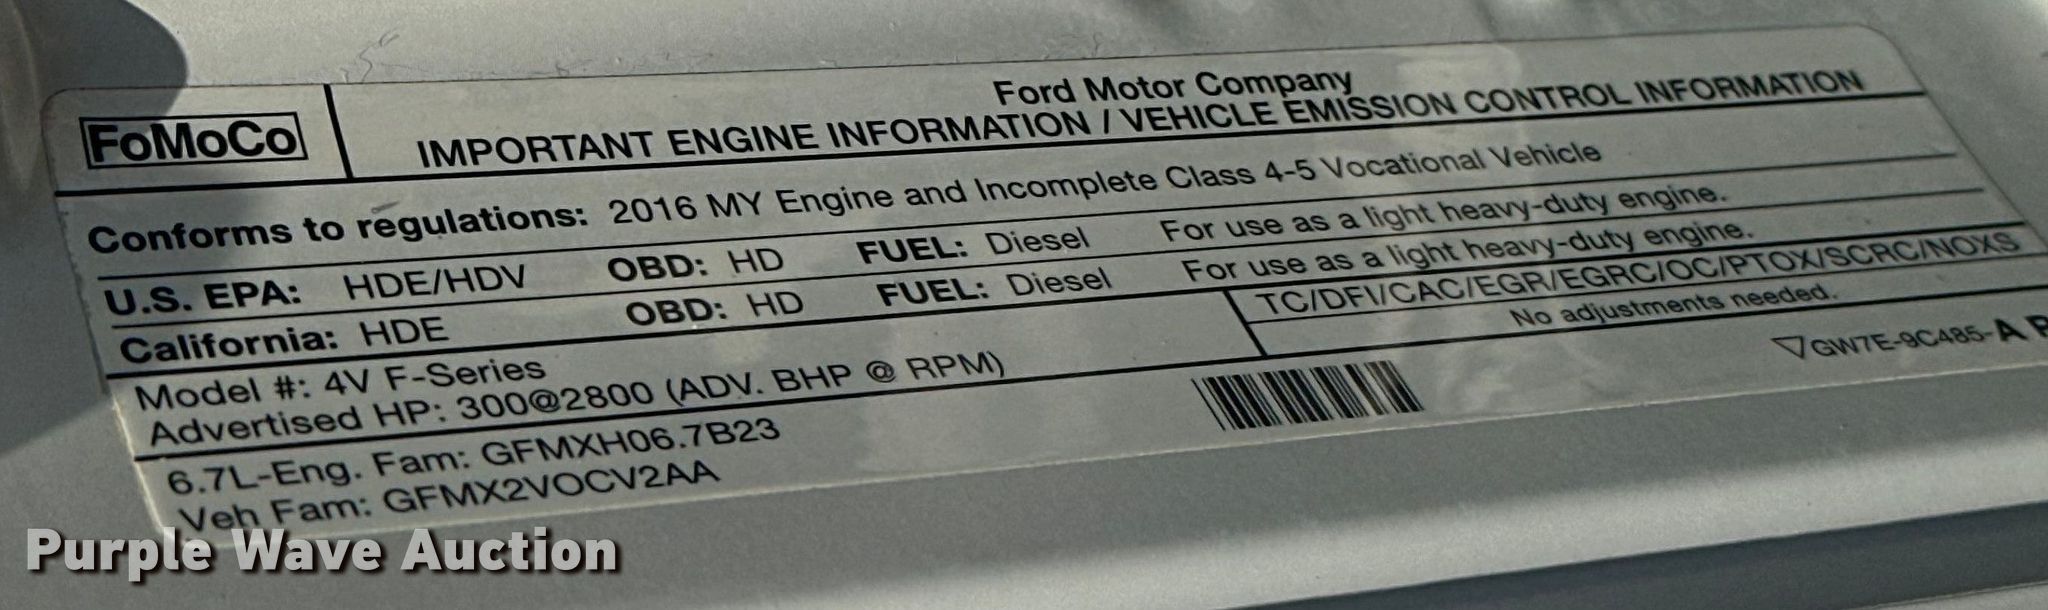 FoMoCo
Ford Motor Company
IMPORTANT ENGINE INFORMATION / VEHICLE EMISSION CONTROL INFORMATION
Conforms to regulations: 2016 MY Engine and Incomplete Class 4-5 Vocational Vehicle
U.S. EPA: HDE/HDV OBD: HD FUEL: Diesel For use as a light heavy-duty engine.
California: HDE OBD: HD FUEL: Diesel For use as a light heavy-duty engine.
Model #: 4V F-Series
TC/DFI/CAC/EGR/EGRC/OC/PTOX/SCRC/NOXS
Advertised HP: 300@2800 (ADV. BHP @ RPM)
No adjustments needed.
6.7L-Eng. Fam: GFMXH06.7B23
Veh Fam: GFMX2VOCV2AA
GW7E-9C485-A
Purple Wave Auction